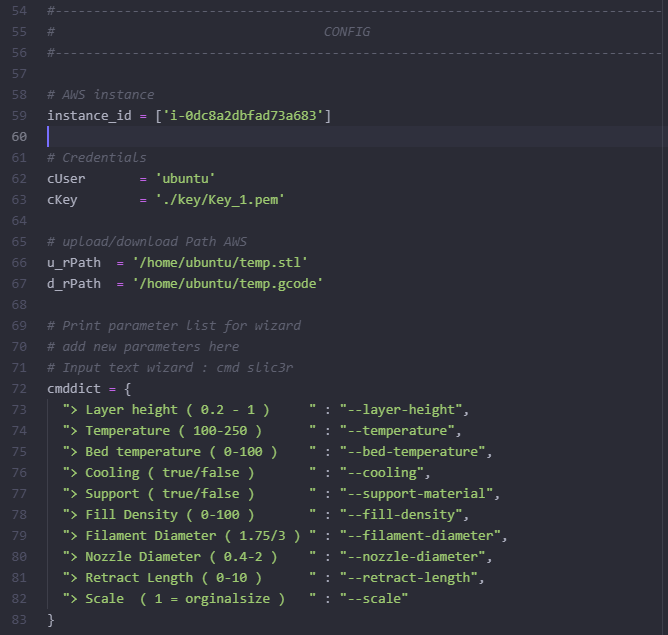 54 #--------------------------------------------------------------------------------
55 #                                   CONFIG
56 #--------------------------------------------------------------------------------
57
58 # AWS instance
59 instance_id = ['i-0dc8a2dbfad73a683']
60
61 # Credentials
62 cUser       = 'ubuntu'
63 cKey        = './key/Key_1.pem'
64
65 # upload/download Path AWS
66 u_rPath  = '/home/ubuntu/temp.stl'
67 d_rPath  = '/home/ubuntu/temp.gcode'
68
69 # Print parameter list for wizard
70 # add new parameters here
71 # Input text wizard : cmd slic3r
72 cmddict = {
73   "> Layer height ( 0.2 - 1 )     " : "--layer-height",
74   "> Temperature ( 100-250 )      " : "--temperature",
75   "> Bed temperature ( 0-100 )    " : "--bed-temperature",
76   "> Cooling ( true/false )       " : "--cooling",
77   "> Support ( true/false )       " : "--support-material",
78   "> Fill Density ( 0-100 )       " : "--fill-density",
79   "> Filament Diameter ( 1.75/3 ) " : "--filament-diameter",
80   "> Nozzle Diameter ( 0.4-2 )    " : "--nozzle-diameter",
81   "> Retract Length ( 0-10 )      " : "--retract-length",
82   "> Scale  ( 1 = orginalsize )   " : "--scale"
83 }